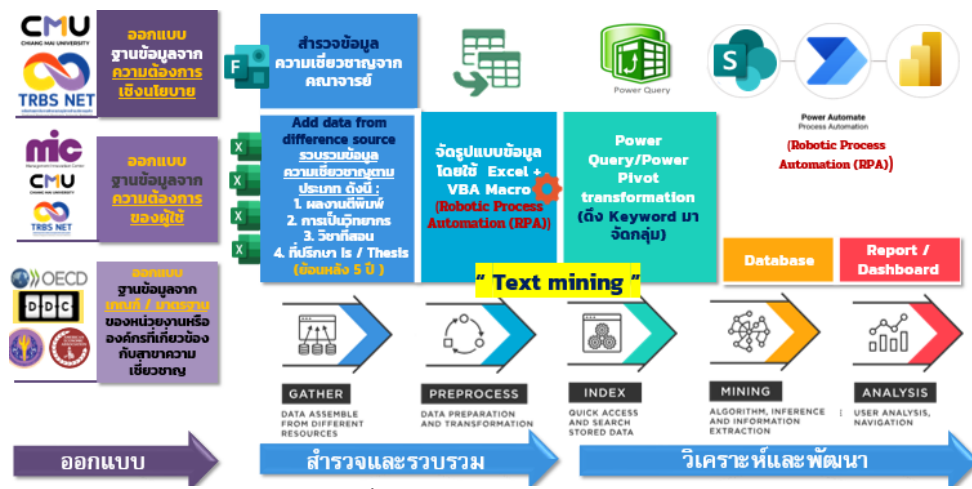 CMU
CHIANG MAI UNIVERSITY
TRBS NET
ออกแบบ
ฐานข้อมูลจาก
ความต้องการ
เชิงนโยบาย
mic
Management Innovation Center
CMU
TRBS NET
ออกแบบ
ฐานข้อมูลจาก
ความต้องการ
ของผู้ใช้
OECD
DDC
ออกแบบ
ฐานข้อมูลจาก
เกณฑ์ / มาตรฐาน
ของหน่วยงานหรือ
องค์กรที่เกี่ยวข้อง
กับสาขาความ
เชี่ยวชาญ
ออกแบบ
F
สำรวจข้อมูล
ความเชี่ยวชาญจาก
คณาจารย์
X
X
X
X
Add data from
difference source
รวบรวมข้อมูล
ความเชี่ยวชาญตาม
ประเภท ดังนี้ :
1. ผลงานตีพิมพ์
2. การเป็นวิทยากร
3. วิชาที่สอน
4. ที่ปรึกษา Is / Thesis
(ย้อนหลัง 5 ปี )
จัดรูปแบบข้อมูล
โดยใช้ Excel +
VBA Macro
(Robotic Process
Automation (RPA))
Power Query
Power
Query/Power
Pivot
transformation
(ดึง Keyword มา
จัดกลุ่ม)
S
Power Automate
Process Automation
(Robotic Process
Automation (RPA))
Database
Report /
Dashboard
“ Text mining ”
GATHER
DATA ASSEMBLE
FROM DIFFERENT
RESOURCES
PREPROCESS
DATA PREPARATION
AND TRANSFORMATION
INDEX
QUICK ACCESS
AND SEARCH
STORED DATA
MINING
ALGORITHM, INFERENCE
AND INFORMATION
EXTRACTION
ANALYSIS
USER ANALYSIS,
NAVIGATION
สำรวจและรวบรวม
วิเคราะห์และพัฒนา